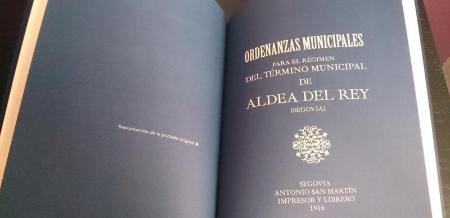 Reproducción de la portada original
ORDENANZAS MUNICIPALES
PARA EL RÉGIMEN
DEL TÉRMINO MUNICIPAL
DE
ALDEA DEL REY
(SEGOVIA)
SEGOVIA
ANTONIO SAN MARTÍN
IMPRESOR Y LIBRERO
1916